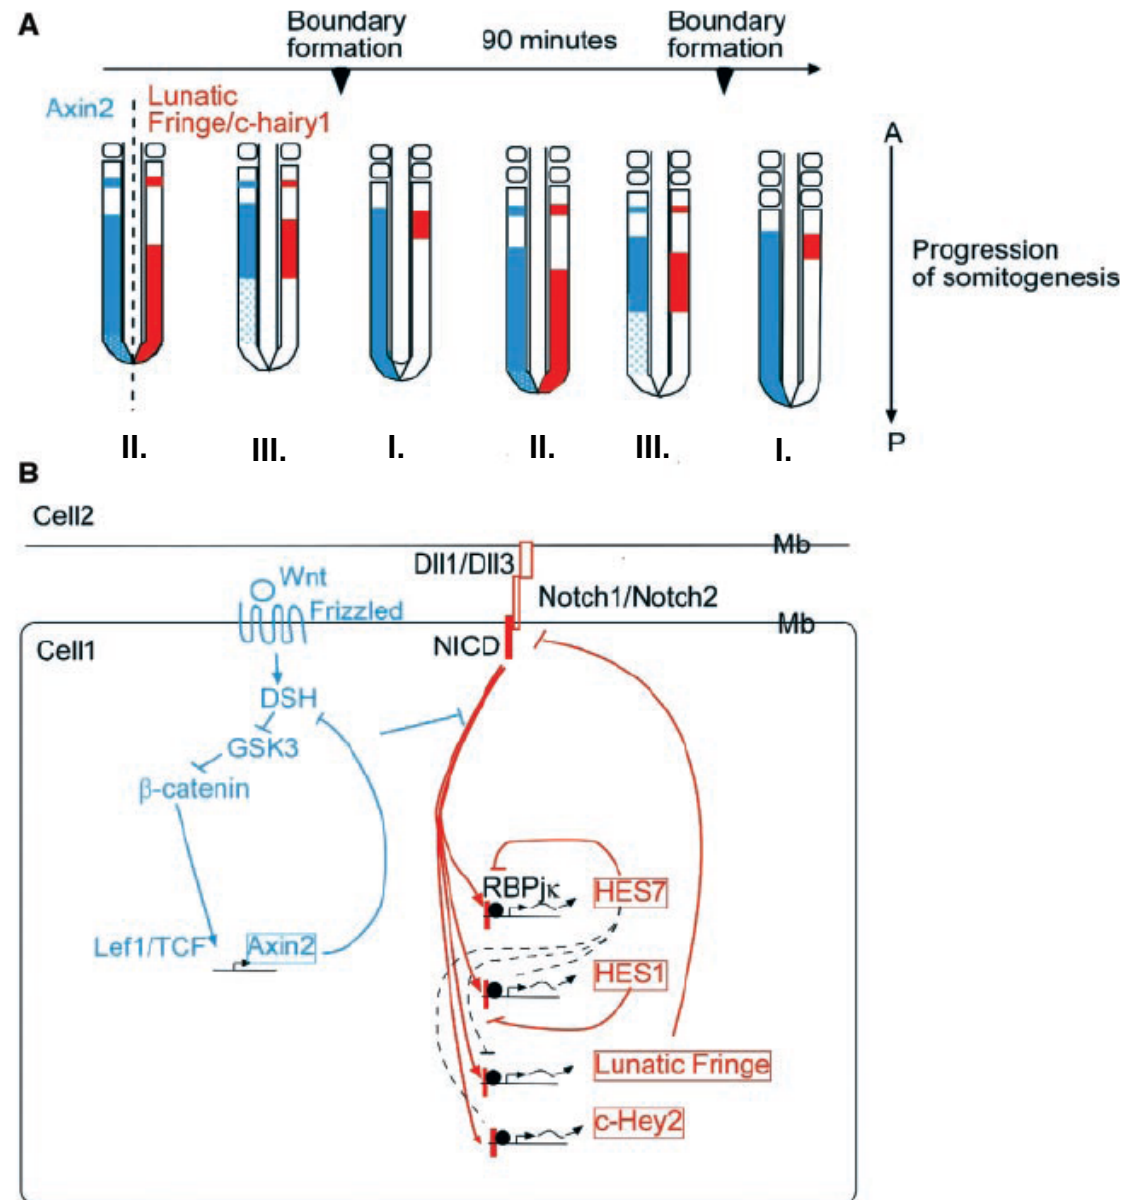 A
Boundary
formation
90 minutes
Boundary
formation
Axin2
Lunatic
Fringe/c-hairy1
A
Progression
of somitogenesis
P
II.
III.
I.
II.
III.
I.
B
Cell2
Mb
Dll1/Dll3
Wnt
Frizzled
Notch1/Notch2
Mb
Cell1
NICD
DSH
GSK3
β-catenin
RBPjκ
HES7
Lef1/TCF
Axin2
HES1
Lunatic Fringe
c-Hey2